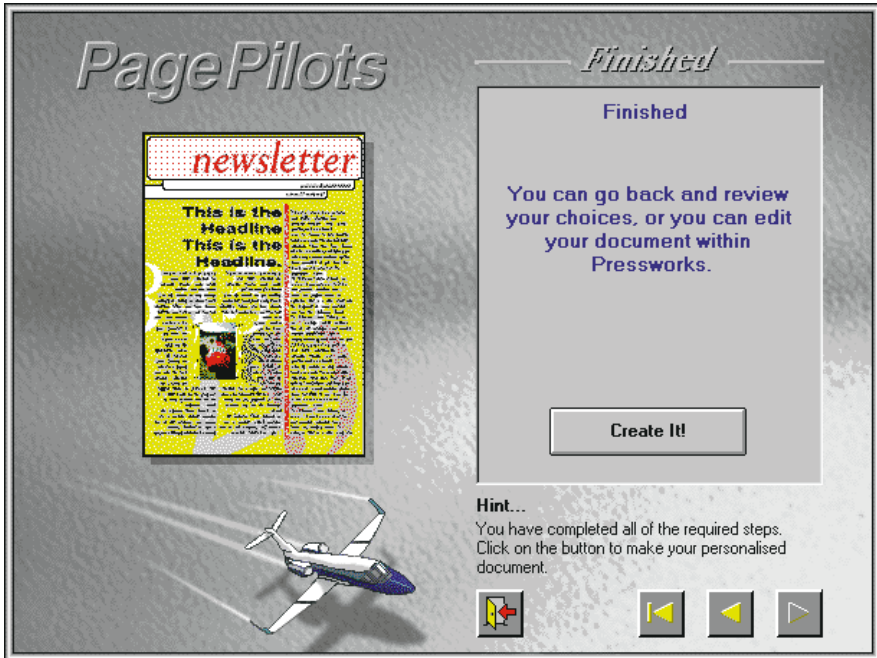 PagePilots
Finished
Finished
newsletter
You can go back and review
your choices, or you can edit
your document within
Pressworks.
This is the
Headline
This is the
Headline.
Create It!
Hint...
You have completed all of the required steps.
Click on the button to make your personalised
document.